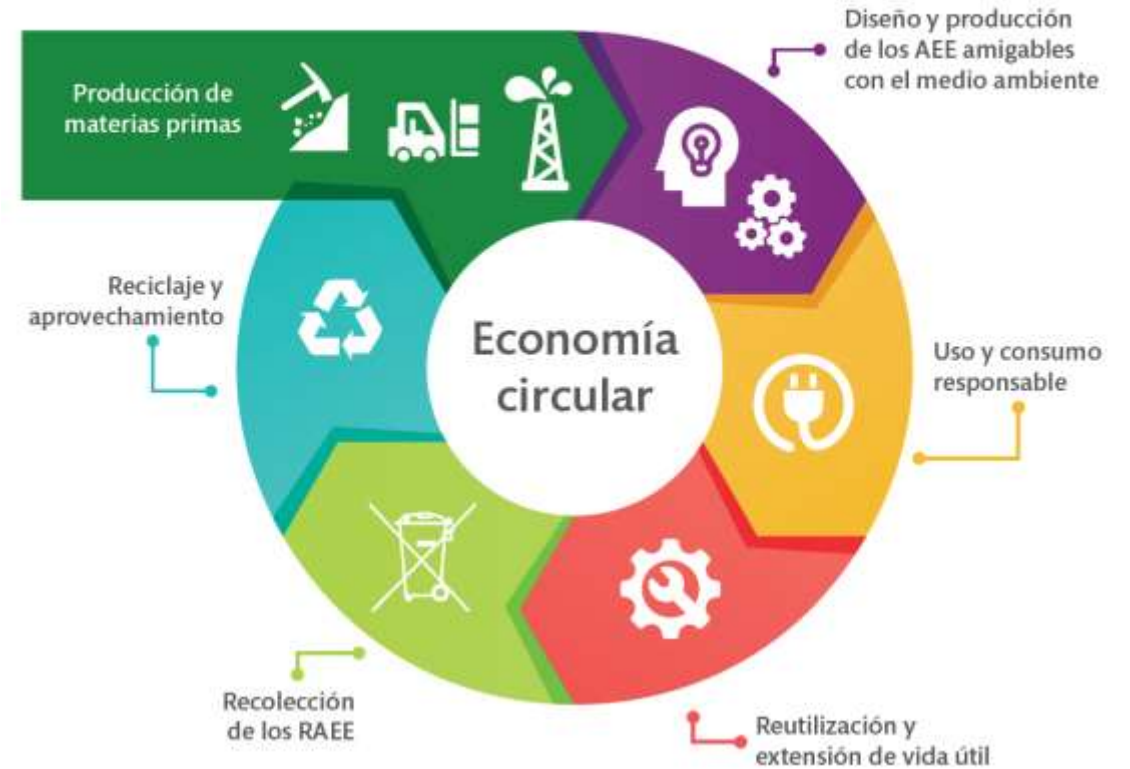 Producción de
materias primas
Diseño y producción
de los AEE amigables
con el medio ambiente
Uso y consumo
responsable
Reutilización y
extensión de vida útil
Recolección
de los RAEE
Reciclaje y
aprovechamiento
Economía
circular